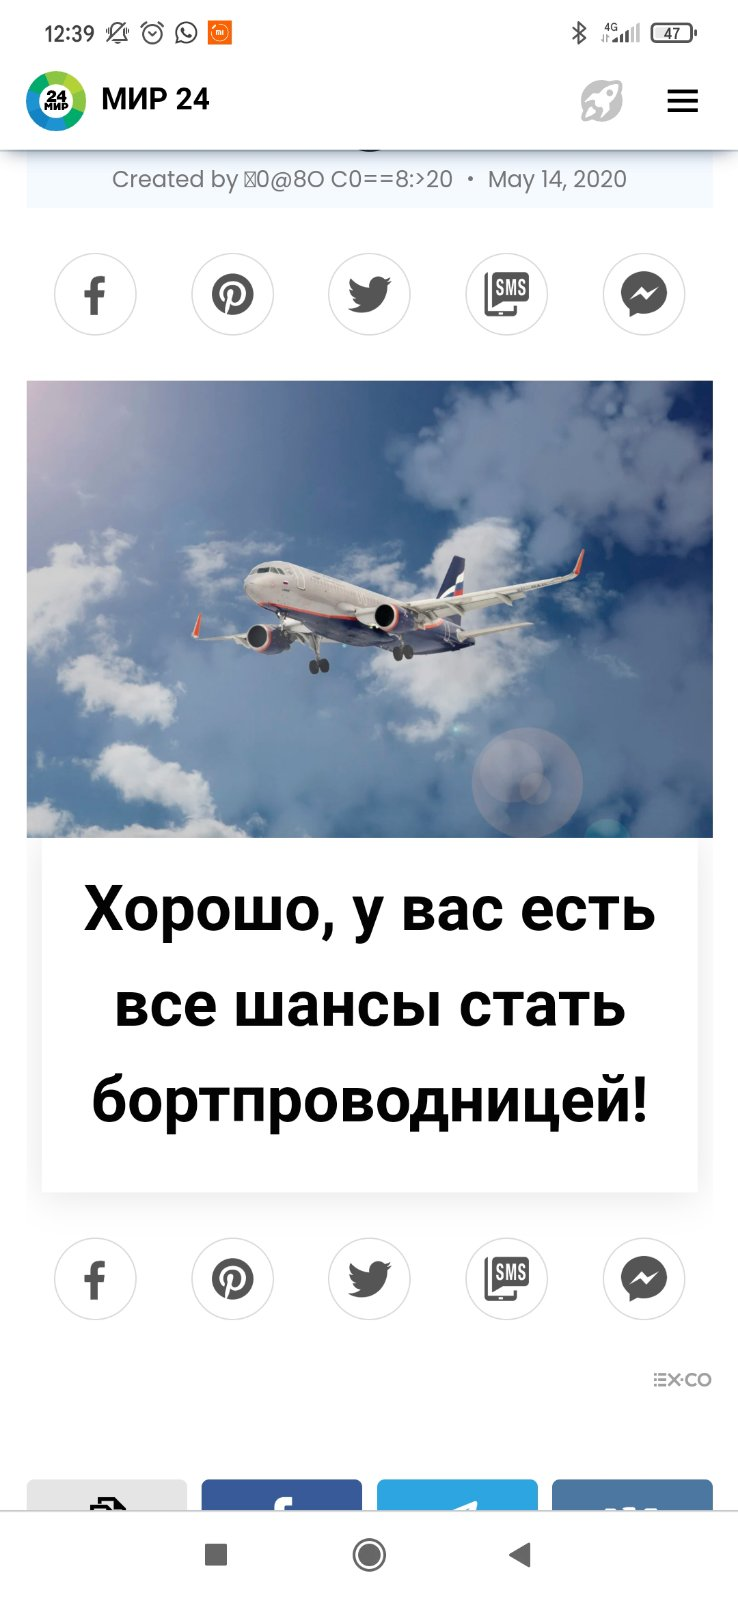 12:39 4G 47
24 МИР МИР 24
Created by 0@8O C0==8:>20 • May 14, 2020
SMS
Хорошо, у вас есть
все шансы стать
бортпроводницей!
SMS
EX·CO